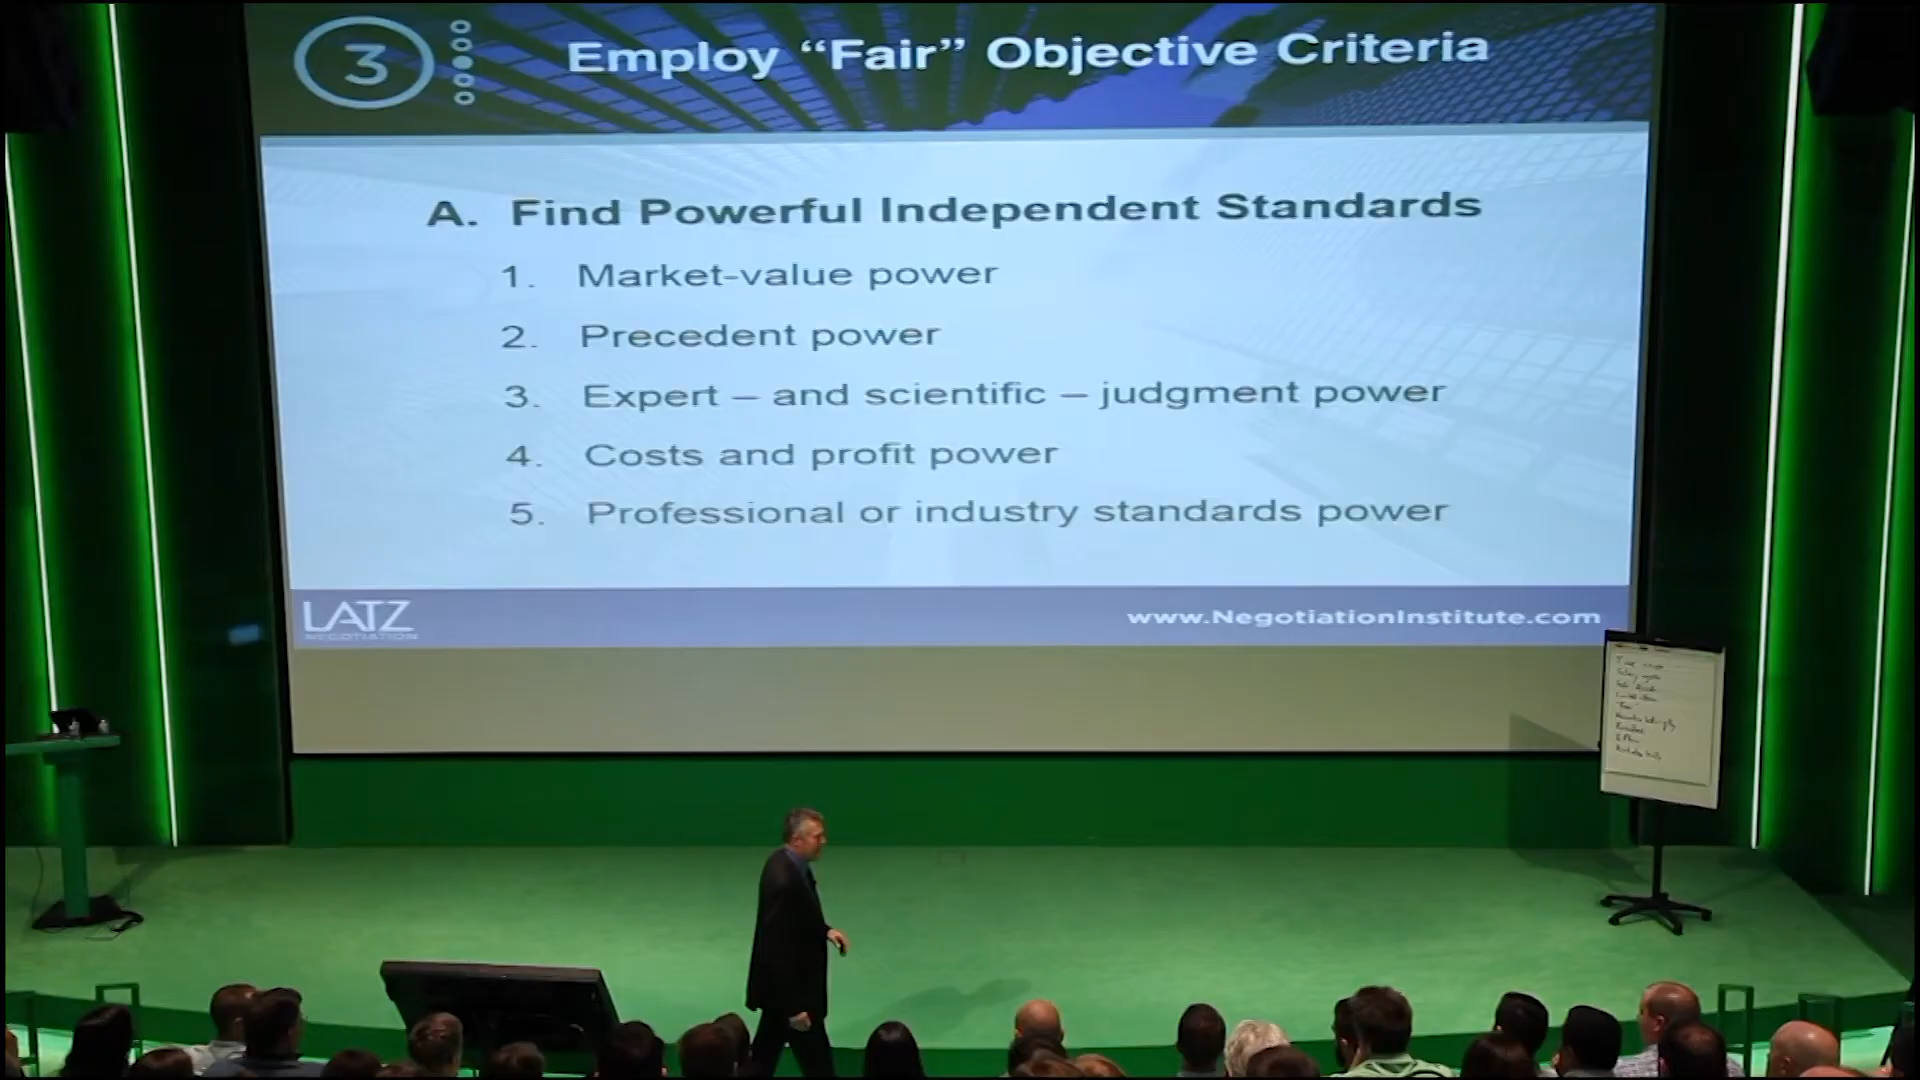 3
Employ “Fair” Objective Criteria
A. Find Powerful Independent Standards
1. Market-value power
2. Precedent power
3. Expert – and scientific – judgment power
4. Costs and profit power
5. Professional or industry standards power
LATZ
NEGOTIATION
www.NegotiationInstitute.com